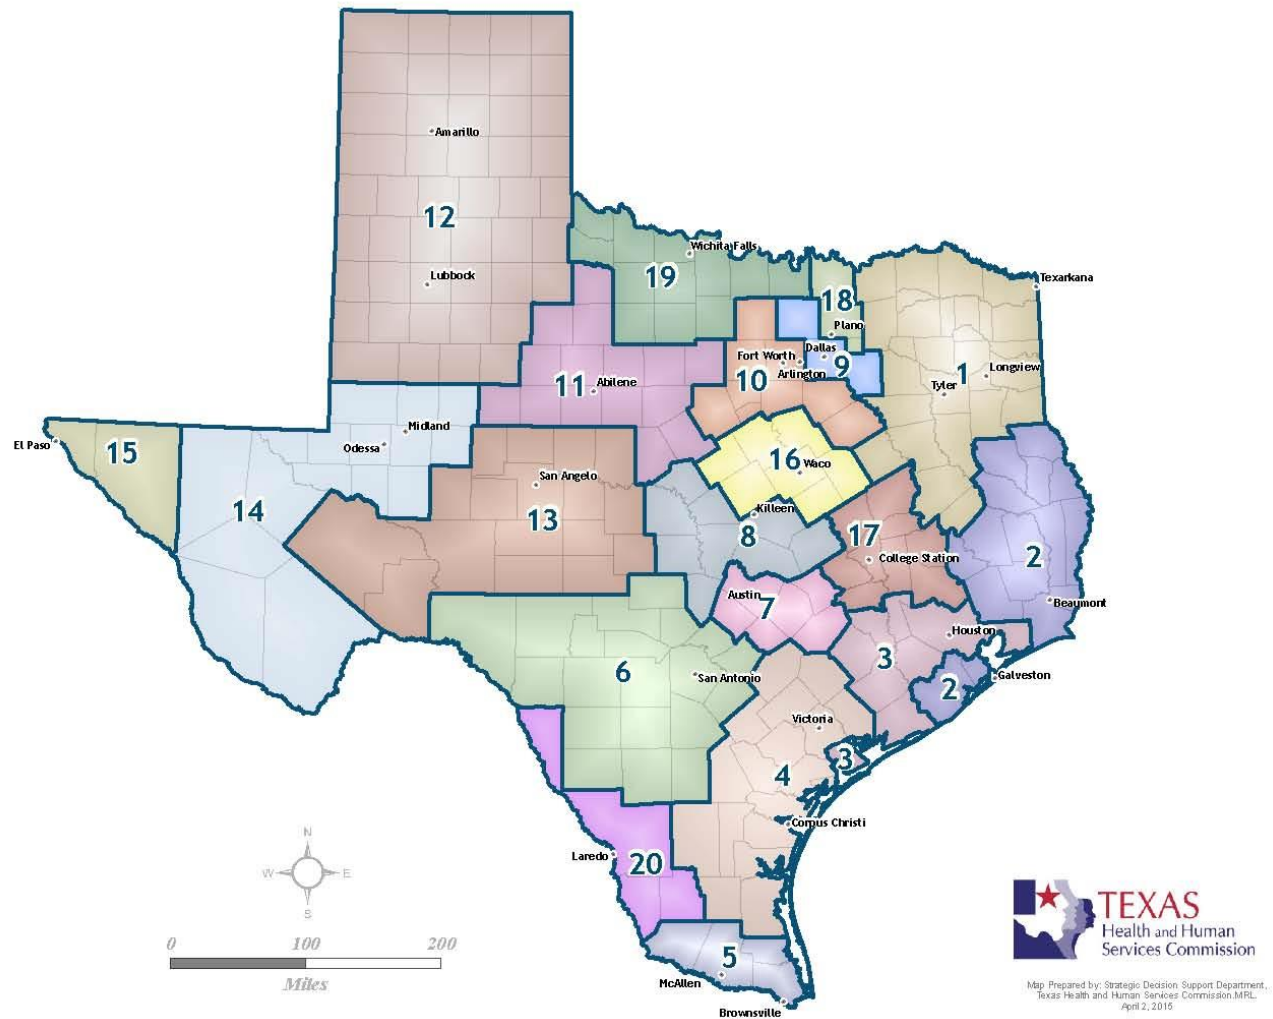 Amarillo
12
Lubbock
Wichita Falls
19
Texarkana
18
Plano
Dallas
Fort Worth
9
Arlington
10
1
Longview
Tyler
11
Abilene
Midland
Odessa
El Paso
15
16
Waco
San Angelo
14
13
Killeen
8
17
College Station
2
Beaumont
Austin
7
Houston
3
6
San Antonio
Galveston
2
Victoria
3
4
Corpus Christi
Laredo
20
N
W
E
S
0
100
200
Miles
5
McAllen
Brownsville
TEXAS
Health and Human
Services Commission
Map Prepared by: Strategic Decision Support Department,
Texas Health and Human Services Commission.MRL.
April 2, 2015